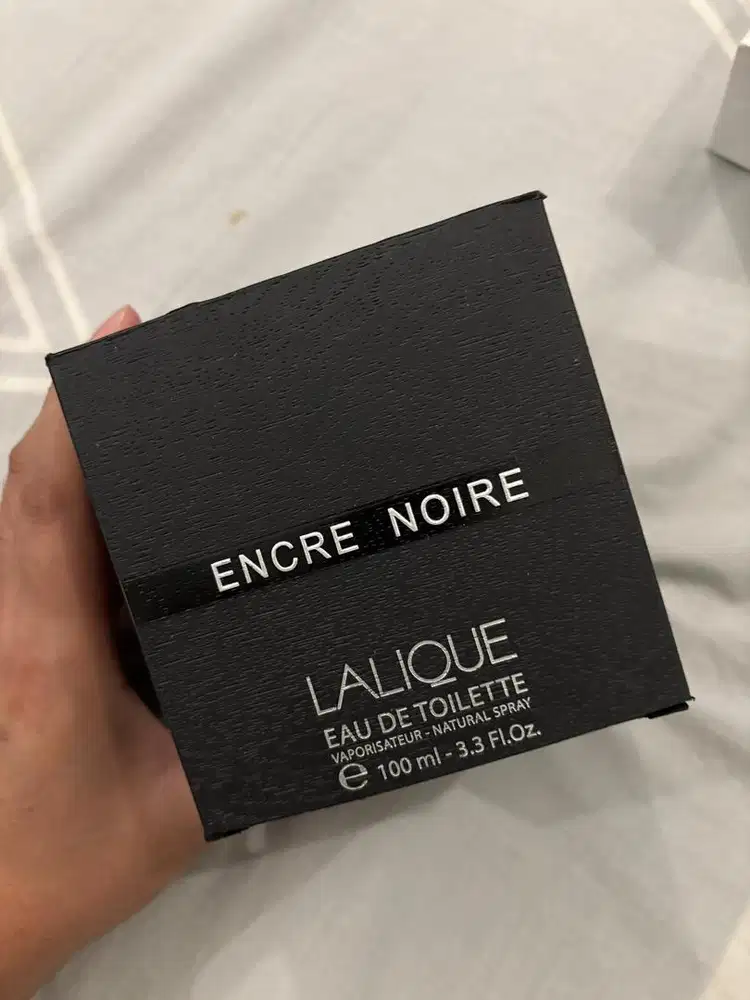 ENCRE NOIRE
LALIQUE
EAU DE TOILETTE
VAPORISATEUR - NATURAL SPRAY
℮ 100 ml - 3.3 Fl.Oz.